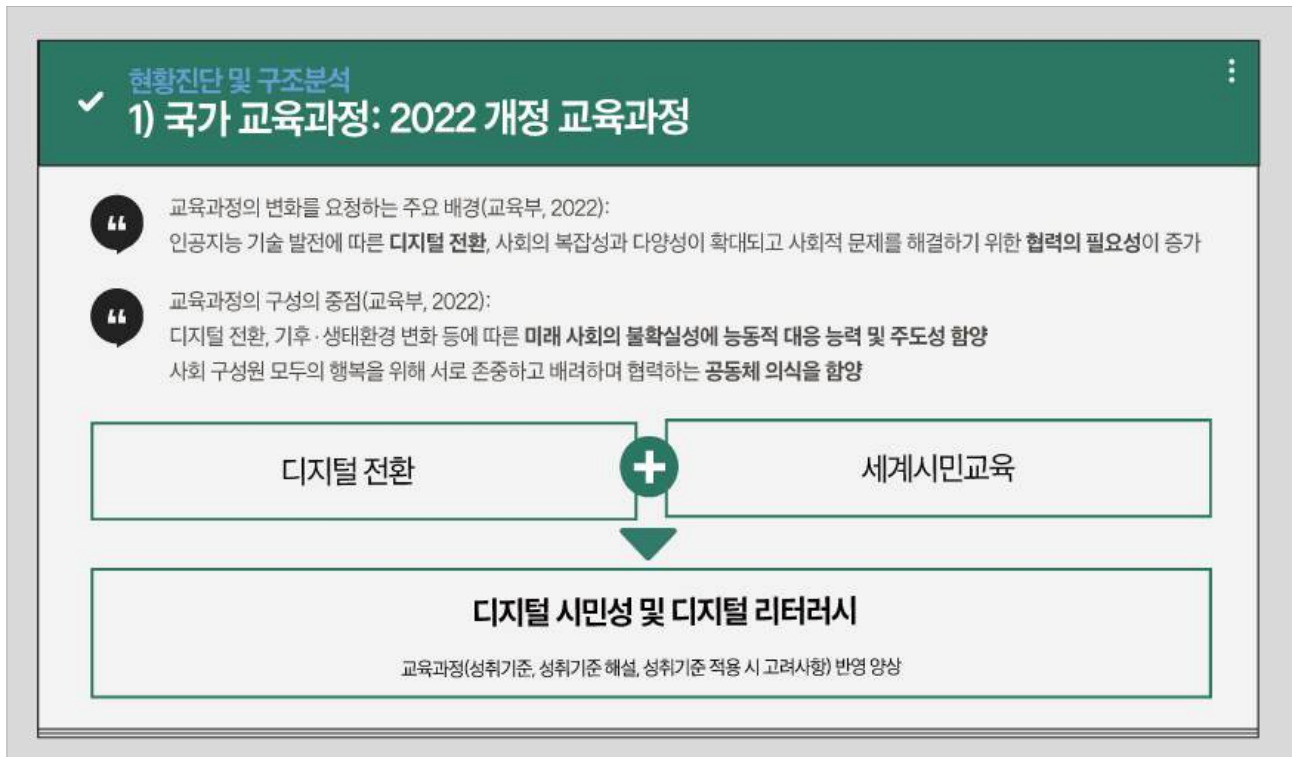 현황진단 및 구조분석
1) 국가 교육과정: 2022 개정 교육과정
교육과정의 변화를 요청하는 주요 배경(교육부, 2022):
인공지능 기술 발전에 따른 디지털 전환, 사회의 복잡성과 다양성이 확대되고 사회적 문제를 해결하기 위한 협력의 필요성이 증가
교육과정의 구성의 중점(교육부, 2022):
디지털 전환, 기후·생태환경 변화 등에 따른 미래 사회의 불확실성에 능동적 대응 능력 및 주도성 함양
사회 구성원 모두의 행복을 위해 서로 존중하고 배려하며 협력하는 공동체 의식을 함양
디지털 전환
세계시민교육
디지털 시민성 및 디지털 리터러시
교육과정(성취기준, 성취기준 해설, 성취기준 적용 시 고려사항) 반영 양상